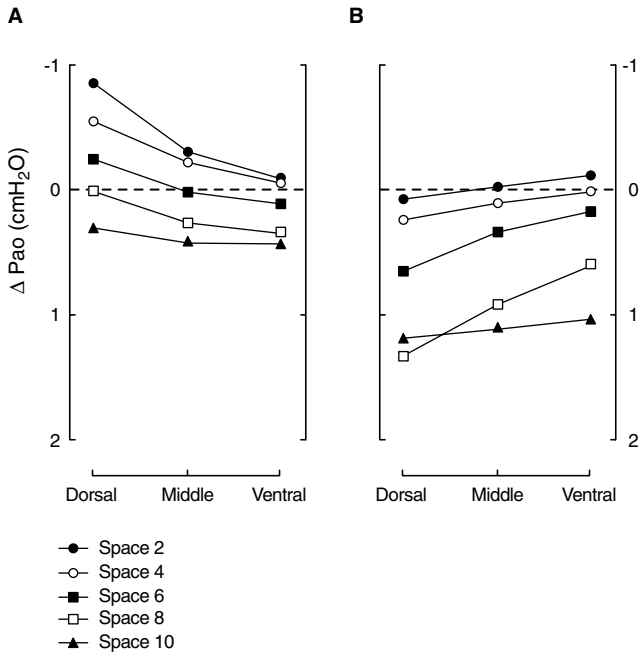 A
B
-1
-1
0
0
1
1
2
2
Δ Pao (cmH₂O)
Dorsal Middle Ventral
Dorsal Middle Ventral
Space 2
Space 4
Space 6
Space 8
Space 10